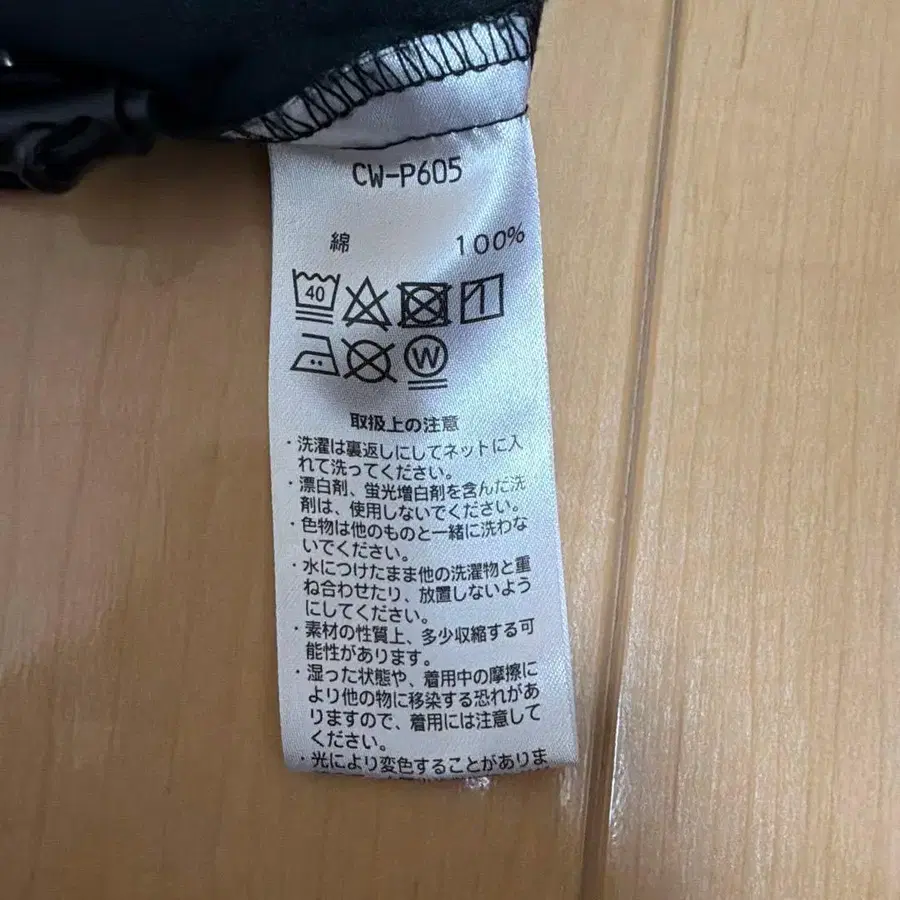 CW-P605
綿 100%
40
W
取扱上の注意
・洗濯は裏返しにしてネットに入
れて洗ってください。
・漂白剤、蛍光増白剤を含んだ洗
剤は、使用しないでください。
・色物は他のものと一緒に洗わな
いでください。
・水につけたまま他の洗濯物と重
ね合わせたり、放置しないよう
にしてください。
・素材の性質上、多少収縮する可
能性があります。
・湿った状態や、着用中の摩擦に
より他の物に移染する恐れがあ
りますので、着用には注意して
ください。
・光により変色することがありま